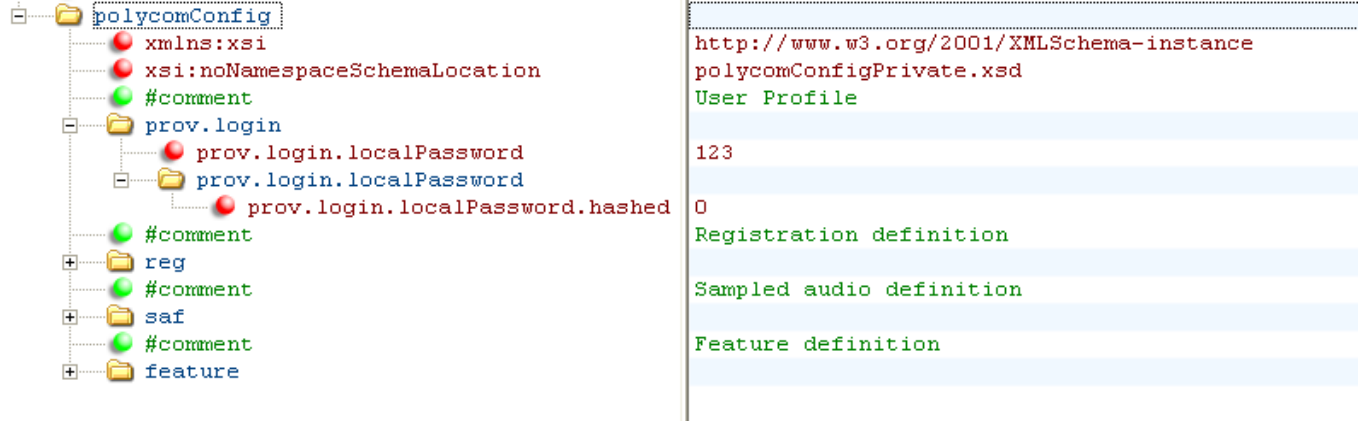 polycomConfig
xmlns:xsi http://www.w3.org/2001/XMLSchema-instance
xsi:noNamespaceSchemaLocation polycomConfigPrivate.xsd
#comment User Profile
prov.login
prov.login.localPassword 123
prov.login.localPassword
prov.login.localPassword.hashed 0
#comment Registration definition
reg
#comment Sampled audio definition
saf
#comment Feature definition
feature